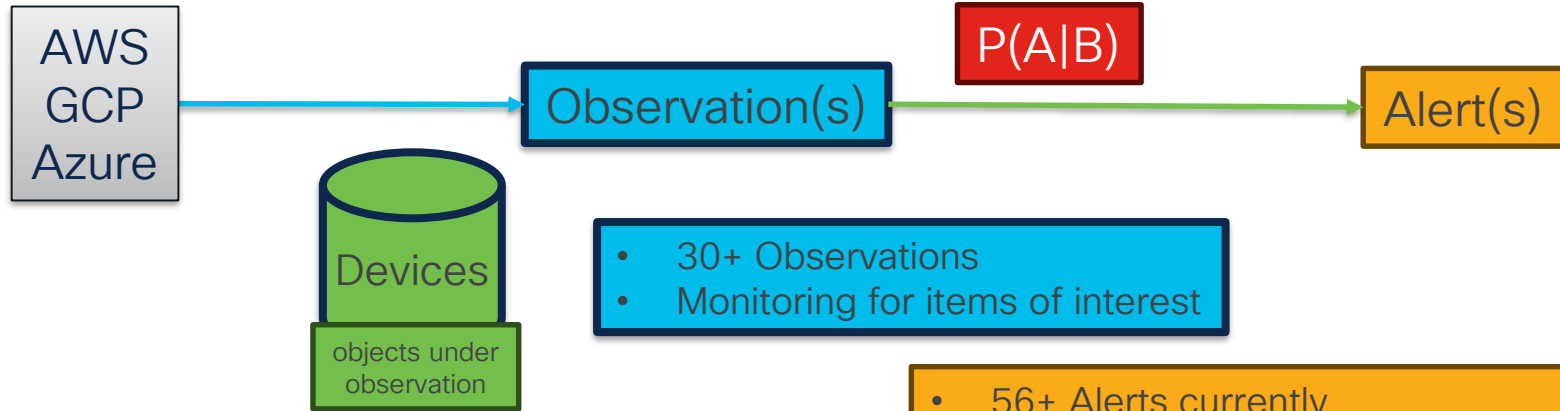 AWS
GCP
Azure
Observation(s)
P(A|B)
Alert(s)
Devices
objects under
observation
• 30+ Observations
• Monitoring for items of interest
• 56+ Alerts currently